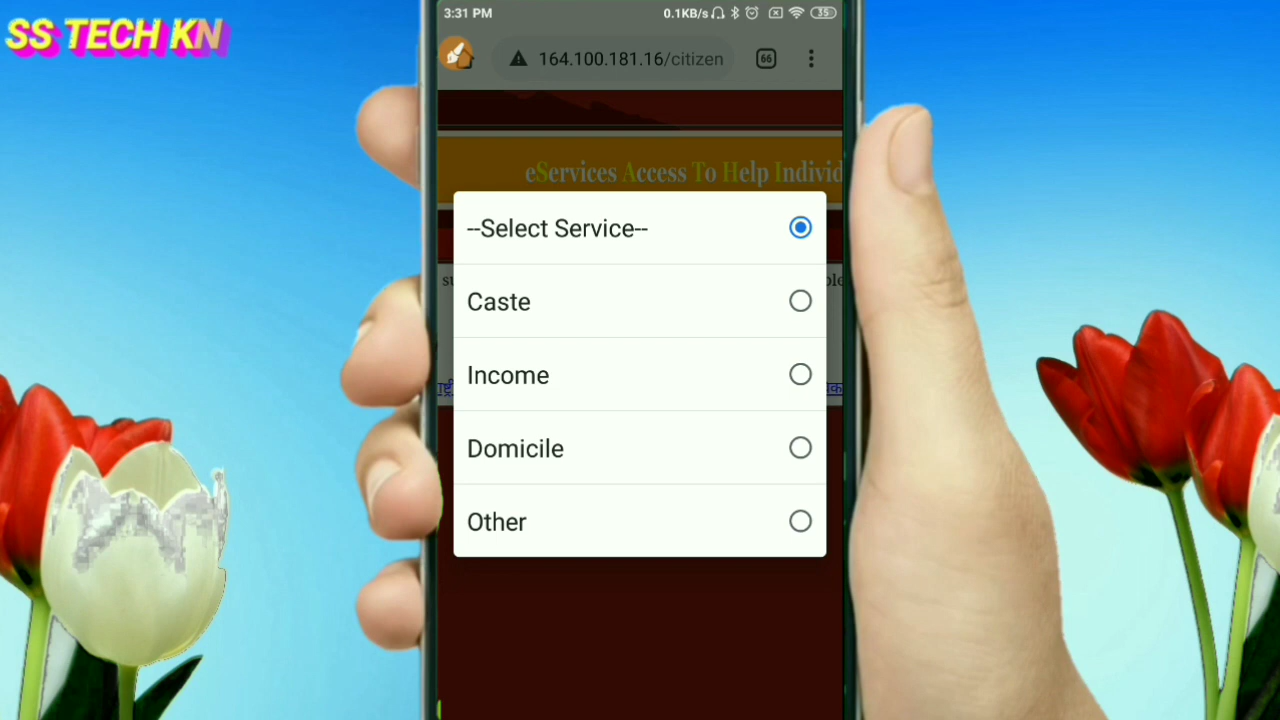 SS TECH KN
3:31 PM
0.1KB/s
35
164.100.181.16/citizen
66
eServices Access To Help Individ
--Select Service--
Caste
Income
Domicile
Other